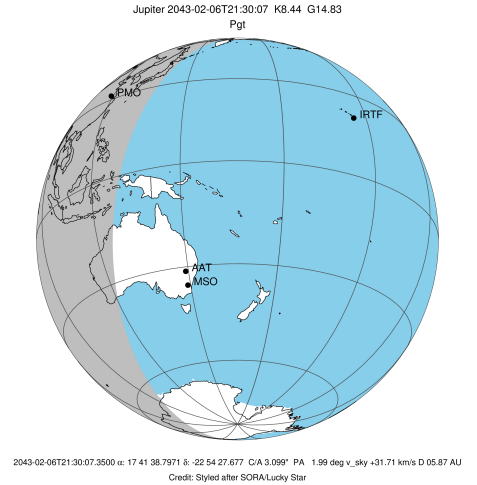 Jupiter 2043-02-06T21:30:07 K8.44 G14.83
Pgt
PMO
IRTF
AAT
MSO
2043-02-06T21:30:07.3500 α: 17 41 38.7971 δ: -22 54 27.677 C/A 3.099" PA 1.99 deg v_sky +31.71 km/s D 05.87 AU
Credit: Styled after SORA/Lucky Star